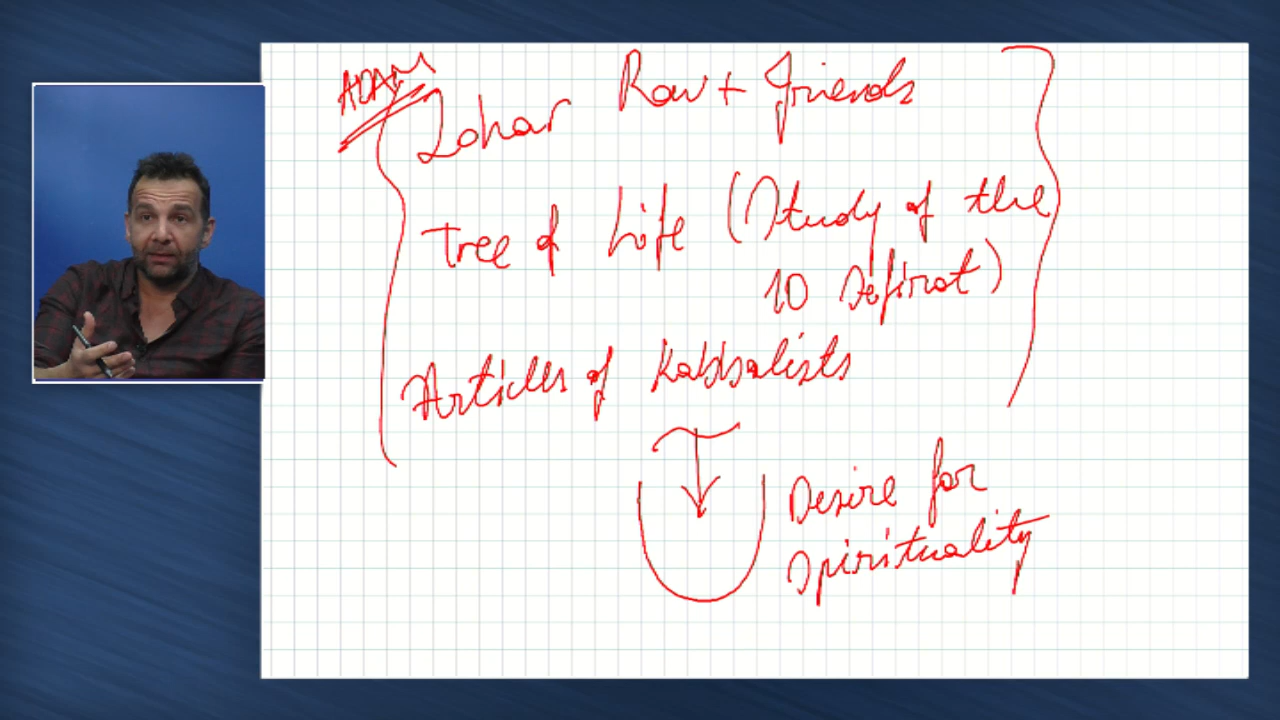 ADAM
Rav + friends
Zohar
Tree of Life (Study of the
10 Sefirot)
Articles of Kabbalists
Desire for
Spirituality